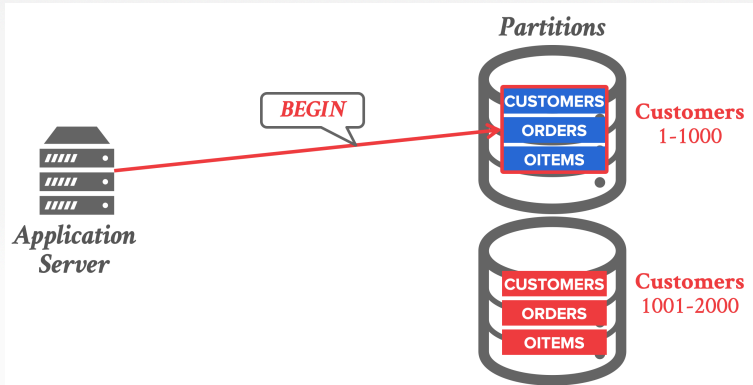 Partitions
BEGIN
CUSTOMERS
ORDERS
OITEMS
Customers
1-1000
Application
Server
CUSTOMERS
ORDERS
OITEMS
Customers
1001-2000